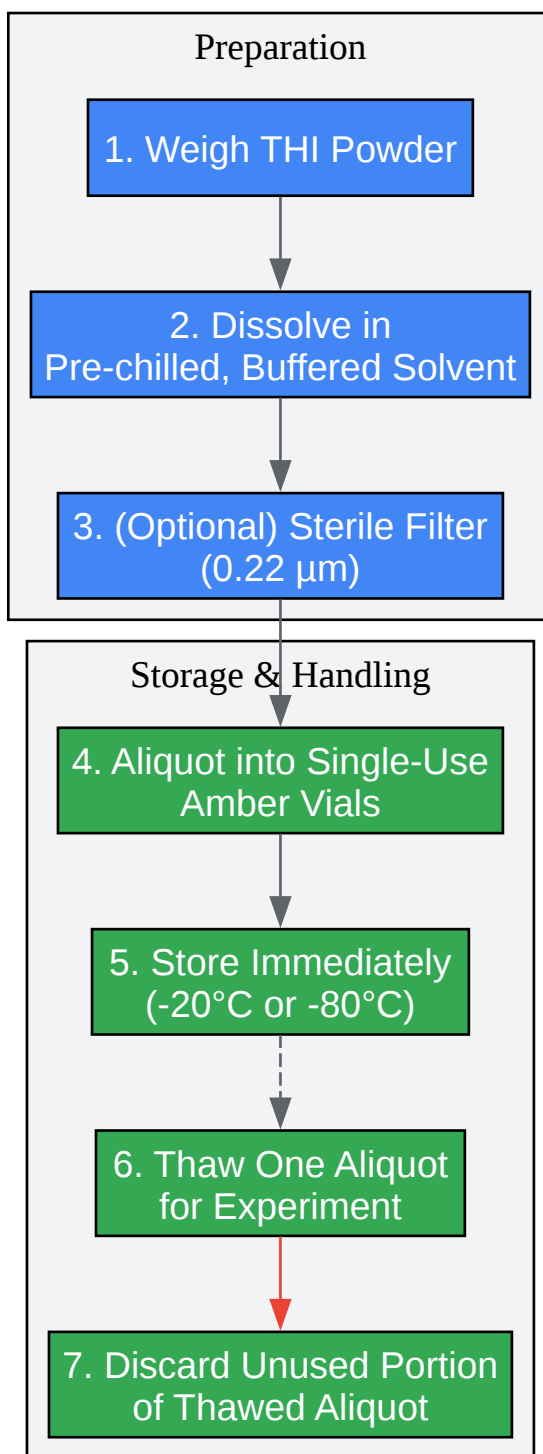 Preparation
1. Weigh THI Powder
2. Dissolve in
Pre-chilled, Buffered Solvent
3. (Optional) Sterile Filter
(0.22 µm)
Storage & Handling
4. Aliquot into Single-Use
Amber Vials
5. Store Immediately
(-20°C or -80°C)
6. Thaw One Aliquot
for Experiment
7. Discard Unused Portion
of Thawed Aliquot